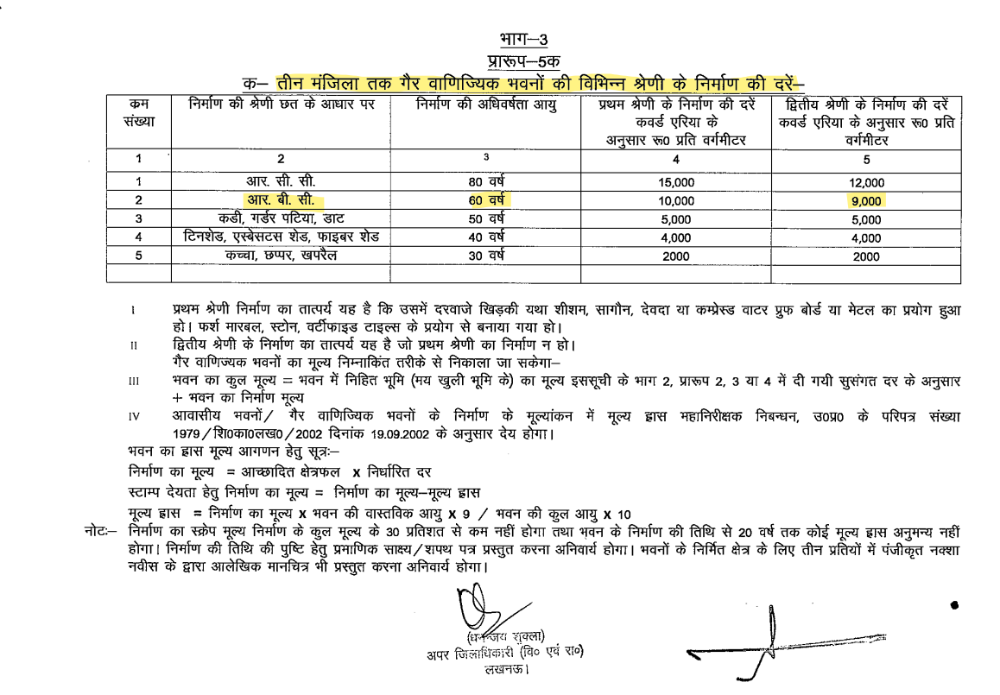 भाग–3
प्रारूप–5क
क– तीन मंजिला तक गैर वाणिज्यिक भवनों की विभिन्न श्रेणी के निर्माण की दरें–
क्रम संख्या | निर्माण की श्रेणी छत के आधार पर | निर्माण की अधिवर्षता आयु | प्रथम श्रेणी के निर्माण की दरें कवर्ड एरिया के अनुसार रू0 प्रति वर्गमीटर | द्वितीय श्रेणी के निर्माण की दरें कवर्ड एरिया के अनुसार रू0 प्रति वर्गमीटर
1 | 2 | 3 | 4 | 5
1 | आर. सी. सी. | 80 वर्ष | 15,000 | 12,000
2 | आर. बी. सी. | 60 वर्ष | 10,000 | 9,000
3 | कडी, गर्डर पटिया, डाट | 50 वर्ष | 5,000 | 5,000
4 | टिनशेड, एस्बेसटस शेड, फाइबर शेड | 40 वर्ष | 4,000 | 4,000
5 | कच्चा, छप्पर, खपरैल | 30 वर्ष | 2000 | 2000
I प्रथम श्रेणी निर्माण का तात्पर्य यह है कि उसमें दरवाजे खिड़की यथा शीशम, सागौन, देवदा या कम्प्रेस्ड वाटर प्रुफ बोर्ड या मेटल का प्रयोग हुआ
हो। फर्श मारबल, स्टोन, वर्टीफाइड टाइल्स के प्रयोग से बनाया गया हो।
II द्वितीय श्रेणी के निर्माण का तात्पर्य यह है जो प्रथम श्रेणी का निर्माण न हो।
गैर वाणिज्यक भवनों का मूल्य निम्नाकिंत तरीके से निकाला जा सकेगा–
III भवन का कुल मूल्य = भवन में निहित भूमि (मय खुली भूमि के) का मूल्य इससूची के भाग 2, प्रारूप 2, 3 या 4 में दी गयी सुसंगत दर के अनुसार
+ भवन का निर्माण मूल्य
IV आवासीय भवनों/ गैर वाणिज्यिक भवनों के निर्माण के मूल्यांकन में मूल्य ह्रास महानिरीक्षक निबन्धन, उ0प्र0 के परिपत्र संख्या
1979/शि0का0लख0/2002 दिनांक 19.09.2002 के अनुसार देय होगा।
भवन का ह्रास मूल्य आगणन हेतु सूत्रः–
निर्माण का मूल्य = आच्छादित क्षेत्रफल x निर्धारित दर
स्टाम्प देयता हेतु निर्माण का मूल्य = निर्माण का मूल्य–मूल्य ह्रास
मूल्य ह्रास = निर्माण का मूल्य x भवन की वास्तविक आयु x 9 / भवन की कुल आयु x 10
नोटः– निर्माण का स्क्रेप मूल्य निर्माण के कुल मूल्य के 30 प्रतिशत से कम नहीं होगा तथा भवन के निर्माण की तिथि से 20 वर्ष तक कोई मूल्य ह्रास अनुमन्य नहीं
होगा। निर्माण की तिथि की पुष्टि हेतु प्रमाणिक साक्ष्य/शपथ पत्र प्रस्तुत करना अनिवार्य होगा। भवनों के निर्मित क्षेत्र के लिए तीन प्रतियों में पंजीकृत नक्शा
नवीस के द्वारा आलेखिक मानचित्र भी प्रस्तुत करना अनिवार्य होगा।
(धनन्जय शुक्ला)
अपर जिलाधिकारी (वि० एवं रा०)
लखनऊ।